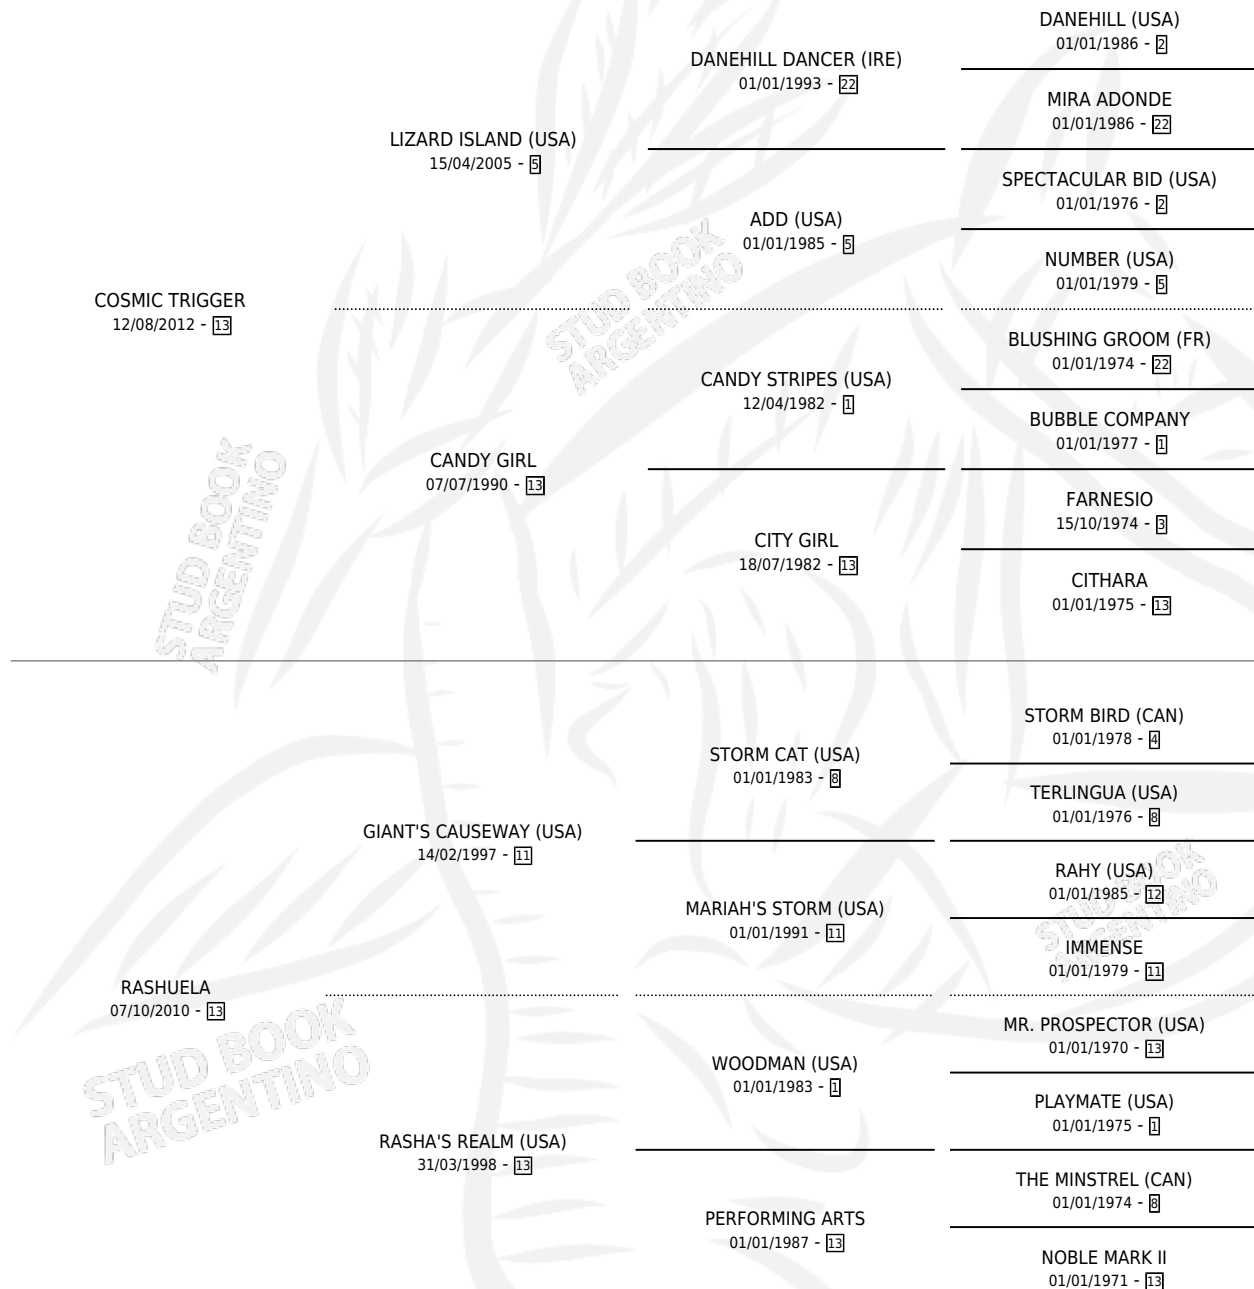 DANEHILL (USA)
01/01/1986 - 2
DANEHILL DANCER (IRE)
01/01/1993 - 22
MIRA ADONDE
01/01/1986 - 22
LIZARD ISLAND (USA)
15/04/2005 - 5
SPECTACULAR BID (USA)
01/01/1976 - 2
ADD (USA)
01/01/1985 - 5
NUMBER (USA)
01/01/1979 - 5
COSMIC TRIGGER
12/08/2012 - 13
STUD BOOK
ARGENTINO
BLUSHING GROOM (FR)
01/01/1974 - 22
CANDY STRIPES (USA)
12/04/1982 - 1
BUBBLE COMPANY
01/01/1977 - 1
CANDY GIRL
07/07/1990 - 13
FARNESIO
15/10/1974 - 3
CITY GIRL
18/07/1982 - 13
CITHARA
01/01/1975 - 13
STUD BOOK
ARGENTINO
STORM BIRD (CAN)
01/01/1978 - 4
STORM CAT (USA)
01/01/1983 - 8
TERLINGUA (USA)
01/01/1976 - 8
GIANT'S CAUSEWAY (USA)
14/02/1997 - 11
RAHY (USA)
01/01/1985 - 12
MARIAH'S STORM (USA)
01/01/1991 - 11
IMMENSE
01/01/1979 - 11
STUD BOOK
ARGENTINO
RASHUELA
07/10/2010 - 13
MR. PROSPECTOR (USA)
01/01/1970 - 13
WOODMAN (USA)
01/01/1983 - 1
PLAYMATE (USA)
01/01/1975 - 1
STUD BOOK
ARGENTINO
RASHA'S REALM (USA)
31/03/1998 - 13
THE MINSTREL (CAN)
01/01/1974 - 8
PERFORMING ARTS
01/01/1987 - 13
NOBLE MARK II
01/01/1971 - 13